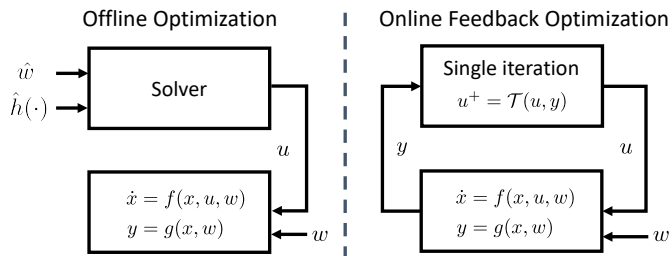 Offline Optimization
ŵ
ĥ(·)
Solver
u
ẋ = f(x, u, w)
y = g(x, w)
w
Online Feedback Optimization
Single iteration
u⁺ = 𝒯(u, y)
y
u
ẋ = f(x, u, w)
y = g(x, w)
w